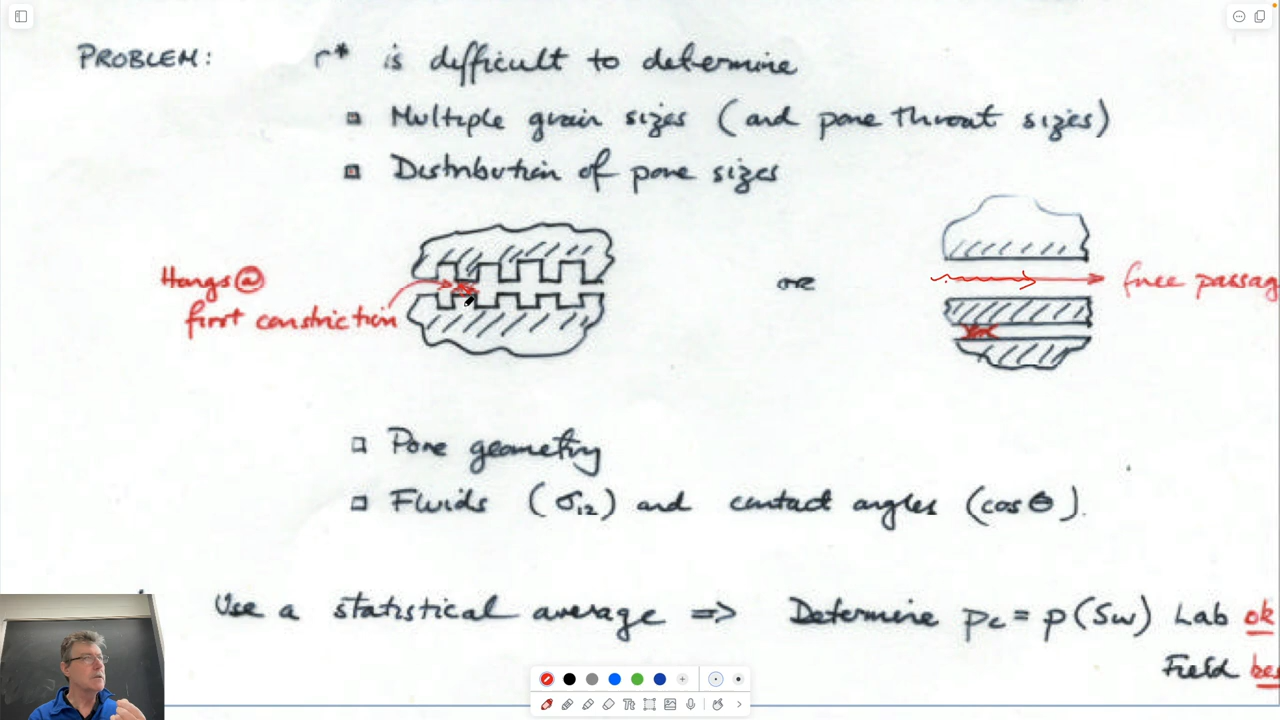 PROBLEM: r* is difficult to determine
Multiple grain sizes (and pore throat sizes)
Distribution of pore sizes
Hangs @
first constriction
or
free passag
Pore geometry
Fluids (σ12) and contact angles (cos θ).
Use a statistical average ⇒ Determine pc = p(Sw) Lab ok
Field bes
Tt